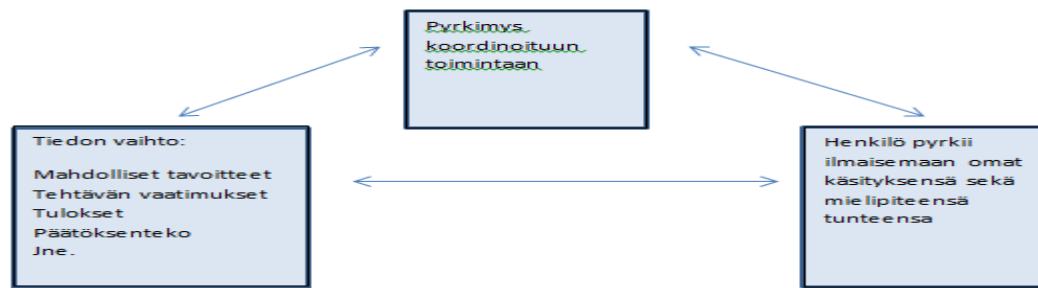 Pyrkimys
koordinoituun
toimintaan
Tiedon vaihto:
Mahdolliset tavoitteet
Tehtävän vaatimukset
Tulokset
Päätöksenteko
Jne.
Henkilö pyrkii
ilmaisemaan omat
käsityksensä sekä
mielipiteensä
tunteensa